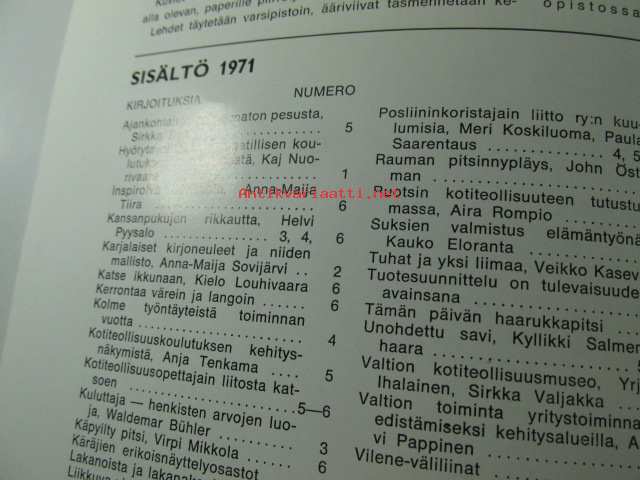 alla olevan, paperille
Lehdet täytetään varsipistoin, ääriviivat täsmennetään ke-
opistossa
SISÄLTÖ 1971
KIRJOITUKSIA
NUMERO
maton pesusta,
Sirkka 5
kou-
Kaj Nuo-
rivaara 1
Anna-Maija
Tiira 6
Kansanpukujen rikkautta, Helvi
Pyysalo 3, 4, 6
Karjalaiset kirjoneuleet ja niiden
mallisto, Anna-Maija Sovijärvi .. 2
Katse ikkunaan, Kielo Louhivaara 6
Kerrontaa värein ja langoin ...... 6
Kolme työntäyteistä toiminnan
vuotta .................... 4
Kotiteollisuuskoulutuksen kehitys-
näkymistä, Anja Tenkama .... 5
Kotiteollisuusopettajain liitosta kat-
soen .................... 5—6
Kuluttaja — henkisten arvojen luo-
ja, Waldemar Bühler ........... 3
Käpyilty pitsi, Virpi Mikkola .... 6
Käräjien erikoisnäyttelyosastot
Lakanoista ja
Posliininkoristajain liitto ry:n kuu-
lumisia, Meri Koskiluoma, Paula
Saarentaus ............ 4, 5
Rauman pitsinnypläys, John Öst
man ....................
Ruotsin kotiteollisuuteen tutustu
massa, Aira Rompio ..........
Suksien valmistus elämäntyönä
Kauko Eloranta ............
Tuhat ja yksi liimaa, Veikko Kasev
Tuotesuunnittelu on tulevaisuude
avainsana ................
Tämän päivän haarukkapitsi ..
Unohdettu savi, Kyllikki Salmen
haara ....................
Valtion kotiteollisuusmuseo, Yrj
Ihalainen, Sirkka Valjakka ....
Valtion toiminta yritystoiminna
edistämiseksi kehitysalueilla, A
vi Pappinen ..............
Vilene-väliliinat ............
Antikvariaatti.net